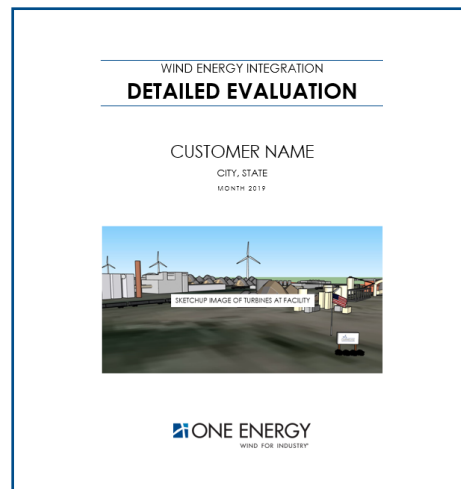 WIND ENERGY INTEGRATION
DETAILED EVALUATION
CUSTOMER NAME
CITY, STATE
MONTH 2019
SKETCHUP IMAGE OF TURBINES AT FACILITY
ONE ENERGY
WIND FOR INDUSTRY®